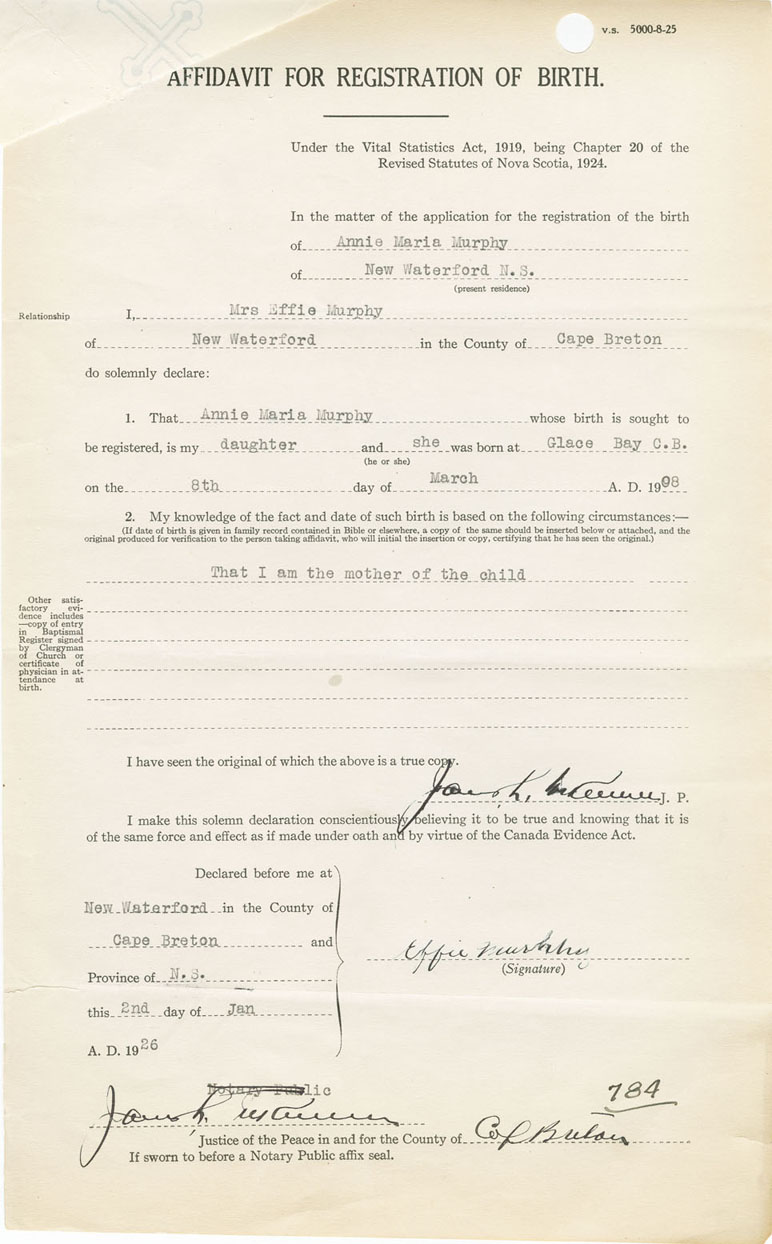 v.s. 5000-8-25
AFFIDAVIT FOR REGISTRATION OF BIRTH.
Under the Vital Statistics Act, 1919, being Chapter 20 of the
Revised Statutes of Nova Scotia, 1924.
In the matter of the application for the registration of the birth
of Annie Maria Murphy
of New Waterford N.S.
(present residence)
Relationship I, Mrs Effie Murphy
of New Waterford in the County of Cape Breton
do solemnly declare:
1. That Annie Maria Murphy whose birth is sought to
be registered, is my daughter and she was born at Glace Bay C.B.
(he or she)
on the 8th day of March A. D. 1908
2. My knowledge of the fact and date of such birth is based on the following circumstances:—
(If date of birth is given in family record contained in Bible or elsewhere, a copy of the same should be inserted below or attached, and the
original produced for verification to the person taking affidavit, who will initial the insertion or copy, certifying that he has seen the original.)
That I am the mother of the child
Other satis-
factory evi-
dence includes
—copy of entry
in Baptismal
Register signed
by Clergyman
of Church or
certificate of
physician in at-
tendance at
birth.
I have seen the original of which the above is a true copy.
J. P.
I make this solemn declaration conscientiously believing it to be true and knowing that it is
of the same force and effect as if made under oath and by virtue of the Canada Evidence Act.
Declared before me at
New Waterford in the County of
Cape Breton and
Province of N.S.
this 2nd day of Jan
A. D. 1926
Effie Murphy
(Signature)
Notary Public
784
Justice of the Peace in and for the County of Cape Breton
If sworn to before a Notary Public affix seal.